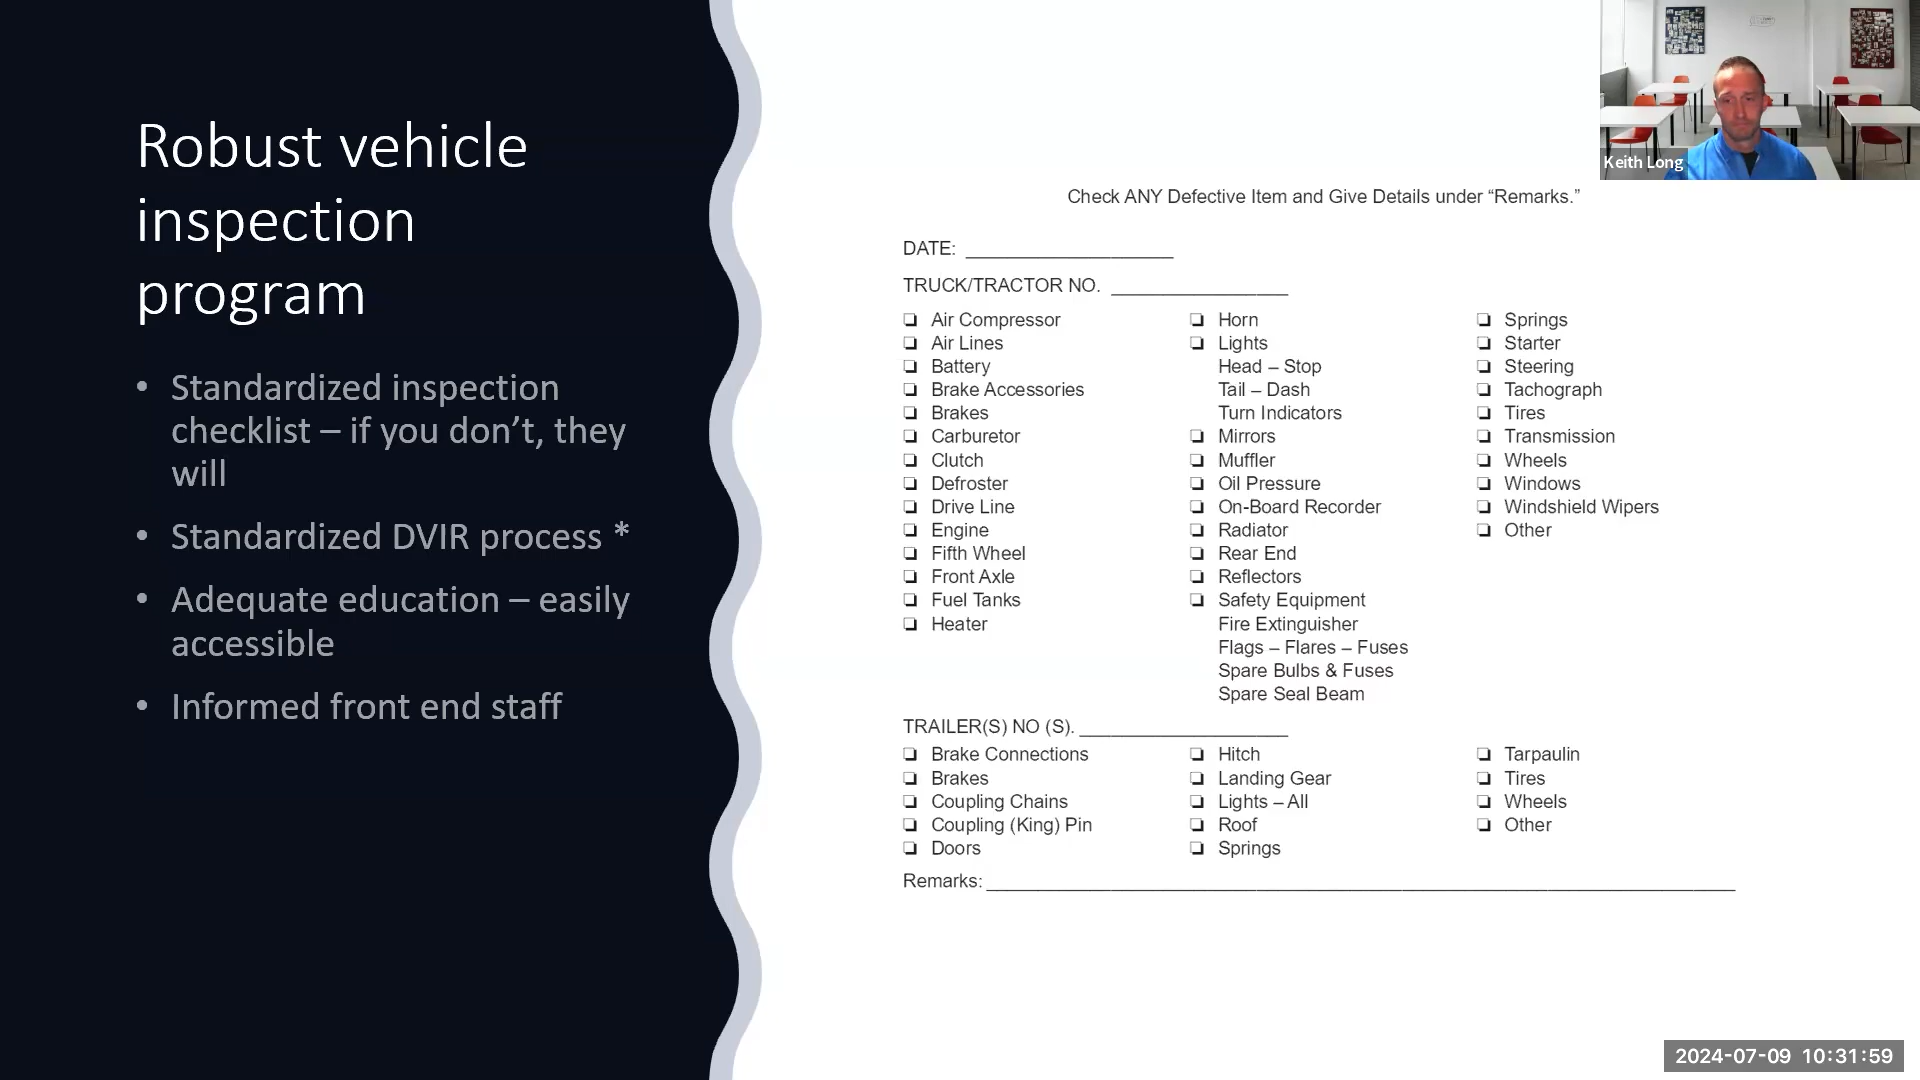 Robust vehicle
inspection
program
• Standardized inspection
checklist – if you don’t, they
will
• Standardized DVIR process *
• Adequate education – easily
accessible
• Informed front end staff
Keith Long
Check ANY Defective Item and Give Details under “Remarks.”
DATE: ____________________
TRUCK/TRACTOR NO. _________________
❏ Air Compressor
❏ Air Lines
❏ Battery
❏ Brake Accessories
❏ Brakes
❏ Carburetor
❏ Clutch
❏ Defroster
❏ Drive Line
❏ Engine
❏ Fifth Wheel
❏ Front Axle
❏ Fuel Tanks
❏ Heater
❏ Horn
❏ Lights
Head – Stop
Tail – Dash
Turn Indicators
❏ Mirrors
❏ Muffler
❏ Oil Pressure
❏ On-Board Recorder
❏ Radiator
❏ Rear End
❏ Reflectors
❏ Safety Equipment
Fire Extinguisher
Flags – Flares – Fuses
Spare Bulbs & Fuses
Spare Seal Beam
❏ Springs
❏ Starter
❏ Steering
❏ Tachograph
❏ Tires
❏ Transmission
❏ Wheels
❏ Windows
❏ Windshield Wipers
❏ Other
TRAILER(S) NO (S). ____________________
❏ Brake Connections
❏ Brakes
❏ Coupling Chains
❏ Coupling (King) Pin
❏ Doors
❏ Hitch
❏ Landing Gear
❏ Lights – All
❏ Roof
❏ Springs
❏ Tarpaulin
❏ Tires
❏ Wheels
❏ Other
Remarks: ________________________________________________________________________
2024-07-09 10:31:59